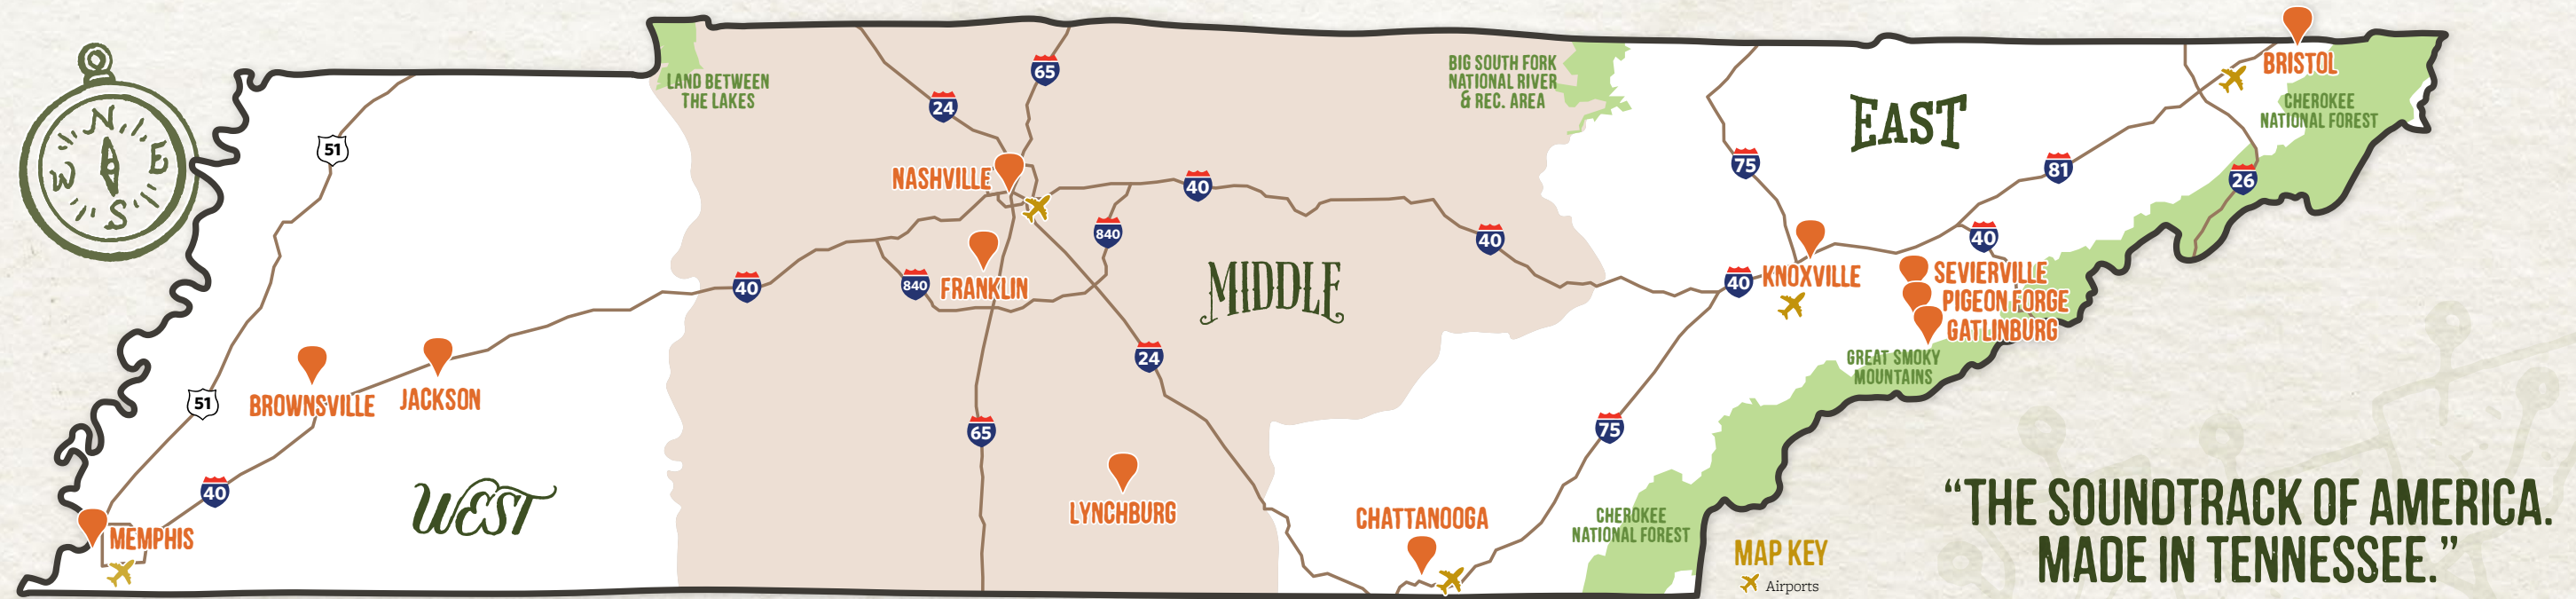 N
W
E
S
51
51
40
MEMPHIS
BROWNSVILLE
JACKSON
WEST
LAND BETWEEN
THE LAKES
24
65
NASHVILLE
40
840
FRANKLIN
840
40
40
MIDDLE
24
65
LYNCHBURG
BIG SOUTH FORK
NATIONAL RIVER
& REC. AREA
EAST
75
40
KNOXVILLE
81
40
26
BRISTOL
CHEROKEE
NATIONAL FOREST
SEVIERVILLE
PIGEON FORGE
GATLINBURG
GREAT SMOKY
MOUNTAINS
75
CHATTANOOGA
CHEROKEE
NATIONAL FOREST
MAP KEY
Airports
“THE SOUNDTRACK OF AMERICA.
MADE IN TENNESSEE.”